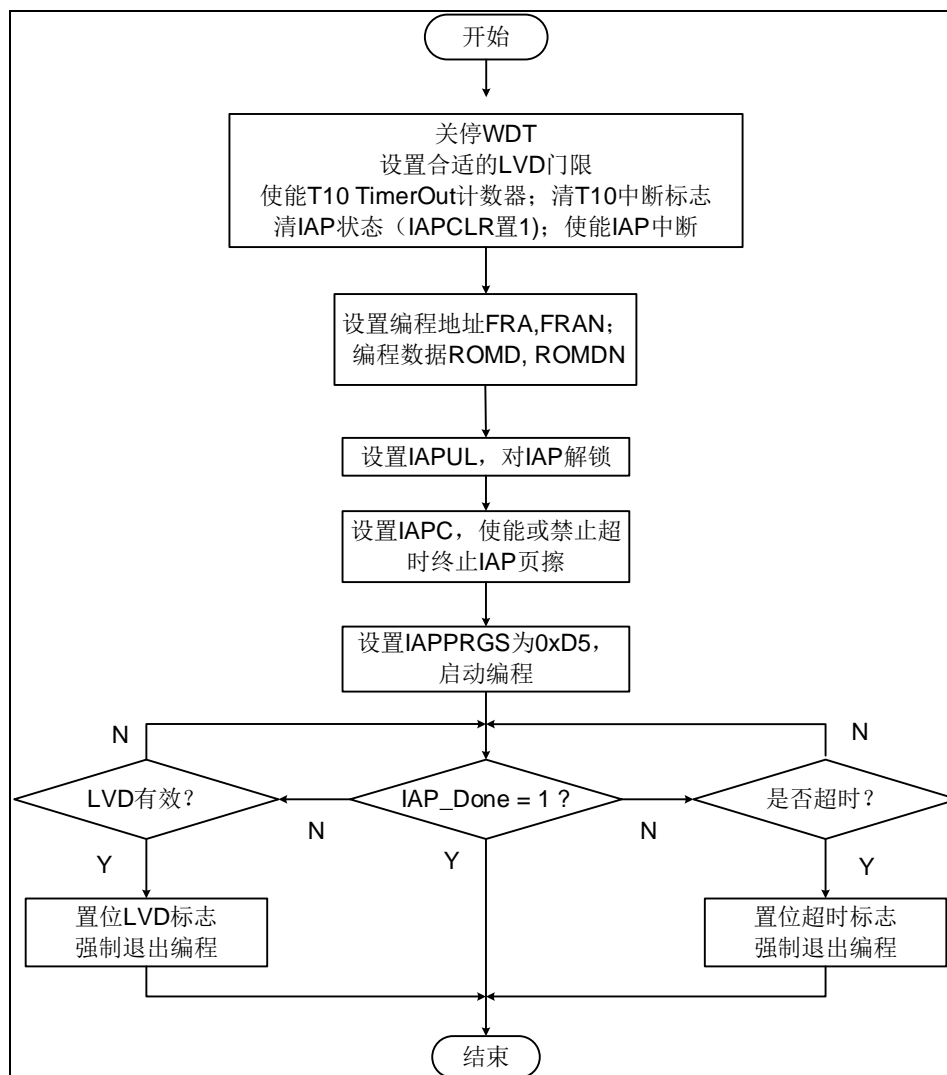 开始
关停WDT
设置合适的LVD门限
使能T10 TimerOut计数器；清T10中断标志
清IAP状态（IAPCLR置1)；使能IAP中断
设置编程地址FRA,FRAN；
编程数据ROMD, ROMDN
设置IAPUL，对IAP解锁
设置IAPC，使能或禁止超
时终止IAP页擦
设置IAPPRGS为0xD5，
启动编程
N
N
LVD有效？
IAP_Done = 1 ?
是否超时？
N
N
Y
Y
Y
置位LVD标志
强制退出编程
置位超时标志
强制退出编程
结束